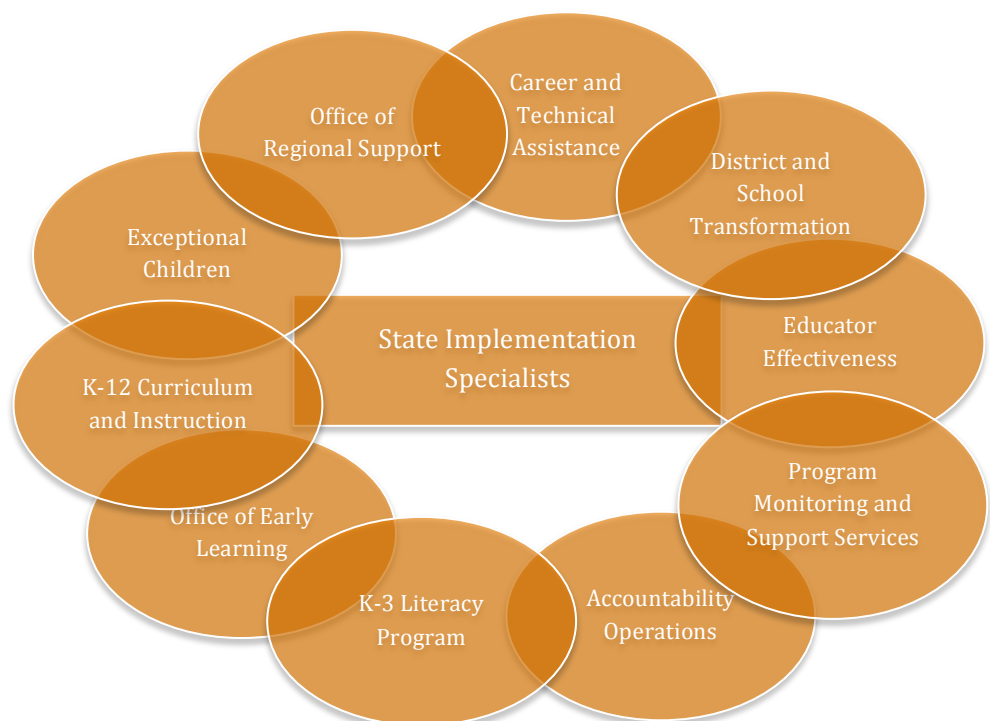 Career and
Technical
Assistance
Office of
Regional Support
District and
School
Transformation
Exceptional
Children
Educator
Effectiveness
State Implementation
Specialists
K-12 Curriculum
and Instruction
Program
Monitoring and
Support Services
Office of Early
Learning
K-3 Literacy
Program
Accountability
Operations